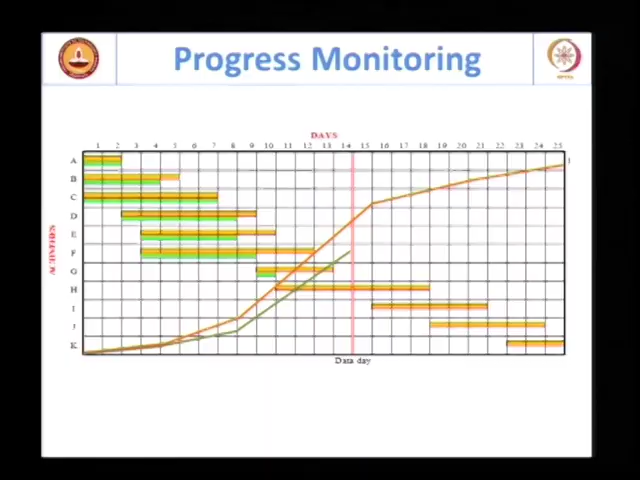 Progress Monitoring
DAYS
1 2 3 4 5 6 7 8 9 10 11 12 13 14 15 16 17 18 19 20 21 22 23 24 25
A
B
C
D
E
F
G
H
I
J
K
ACTIVITIES
Data day
NPTEL